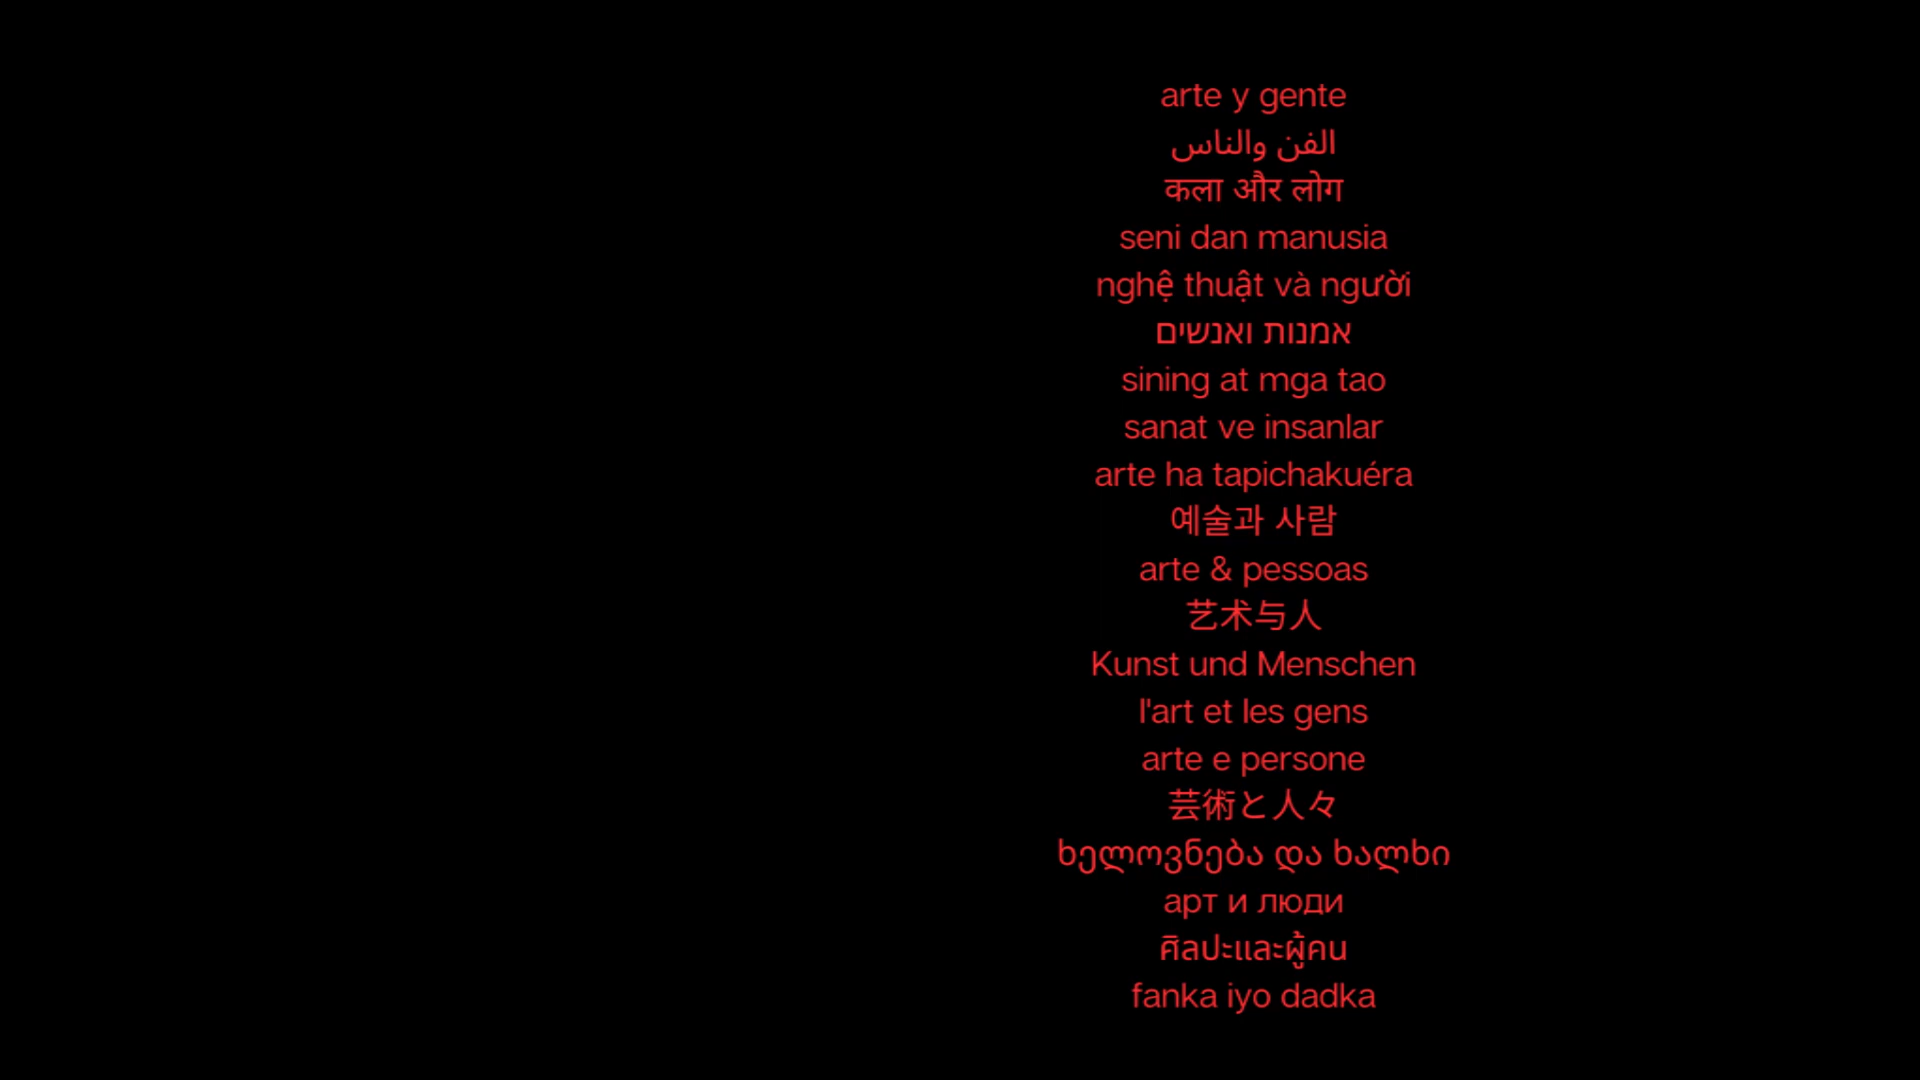 arte y gente
الفن والناس
कला और लोग
seni dan manusia
nghệ thuật và người
אמנות ואנשים
sining at mga tao
sanat ve insanlar
arte ha tapichakuéra
예술과 사람
arte & pessoas
艺术与人
Kunst und Menschen
l'art et les gens
arte e persone
芸術と人々
ხელოვნება და ხალხი
арт и люди
ศิลปะและผู้คน
fanka iyo dadka